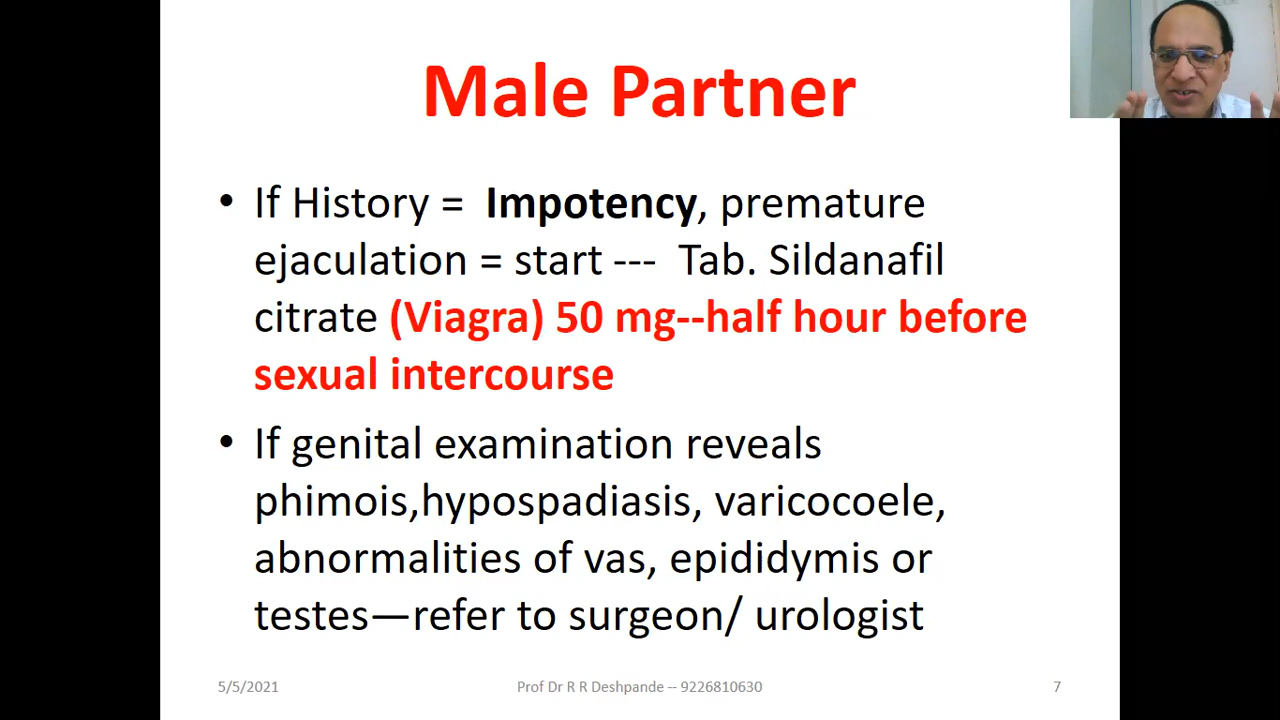 Male Partner
• If History = Impotency, premature
ejaculation = start --- Tab. Sildanafil
citrate (Viagra) 50 mg--half hour before
sexual intercourse
• If genital examination reveals
phimois,hypospadiasis, varicocoele,
abnormalities of vas, epididymis or
testes—refer to surgeon/ urologist
5/5/2021 Prof Dr R R Deshpande -- 9226810630 7